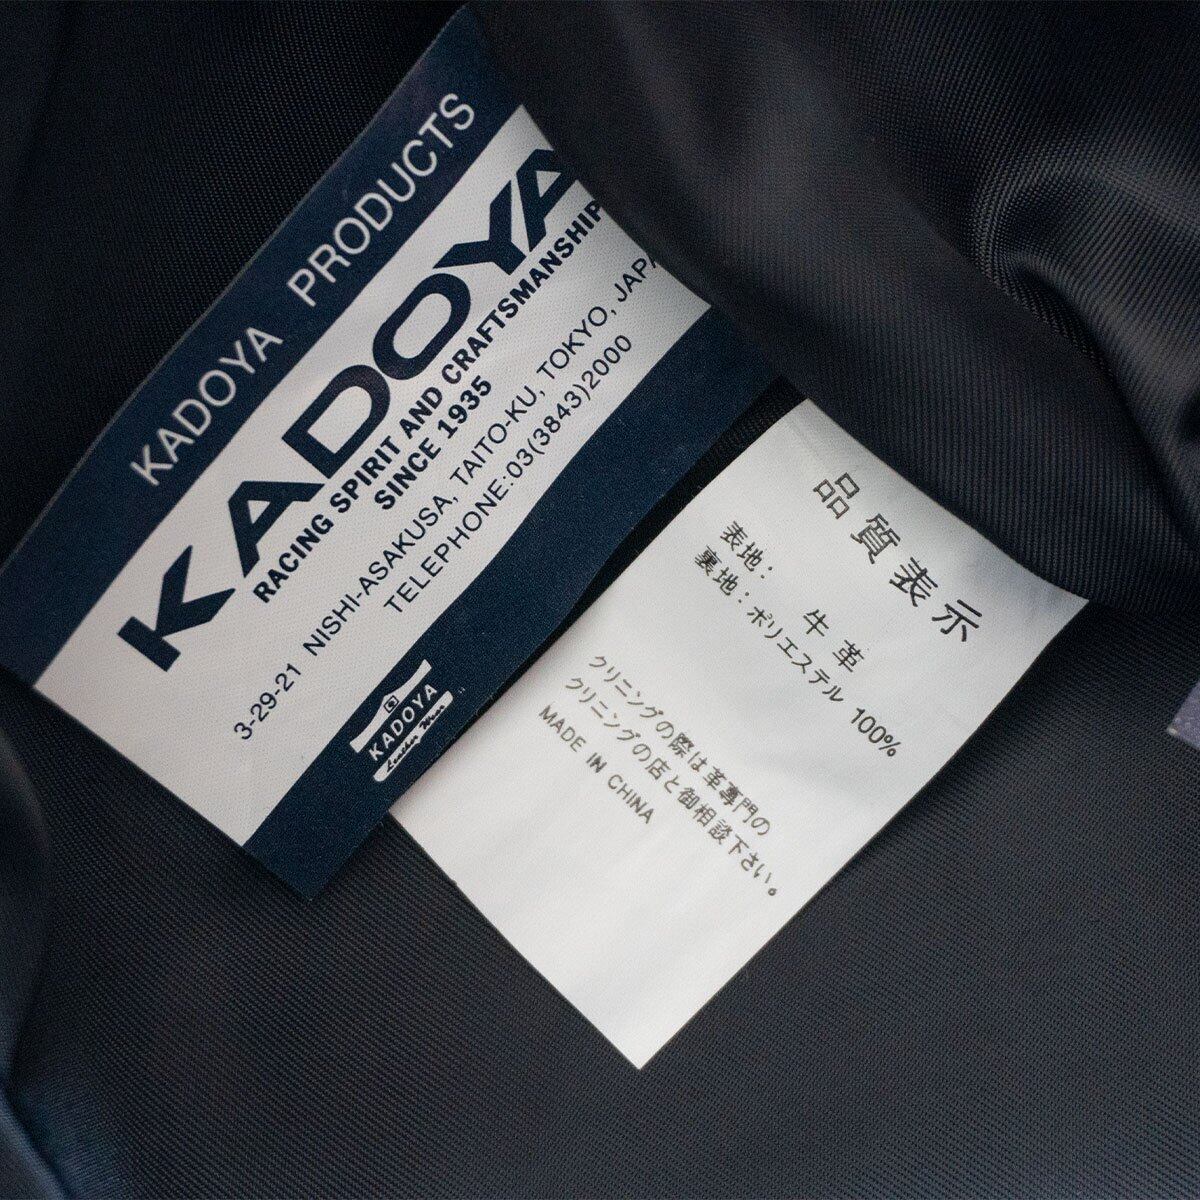 KADOYA PRODUCTS
KADOYA
RACING SPIRIT AND CRAFTSMANSHIP
SINCE 1935
3-29-21 NISHI-ASAKUSA, TAITO-KU, TOKYO, JAPA
TELEPHONE:03(3843)2000
KADOYA
Leather Wear
品質表示
表地: 牛革
裏地:ポリエステル 100%
クリニングの際は革専門の
クリニングの店と御相談下さい。
MADE IN CHINA